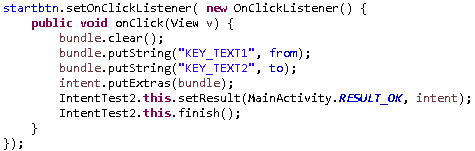 startbtn.setOnClickListener( new OnClickListener() {
    public void onClick(View v) {
        bundle.clear();
        bundle.putString("KEY_TEXT1", from);
        bundle.putString("KEY_TEXT2", to);
        intent.putExtras(bundle);
        IntentTest2.this.setResult(MainActivity.RESULT_OK, intent);
        IntentTest2.this.finish();
    }
});